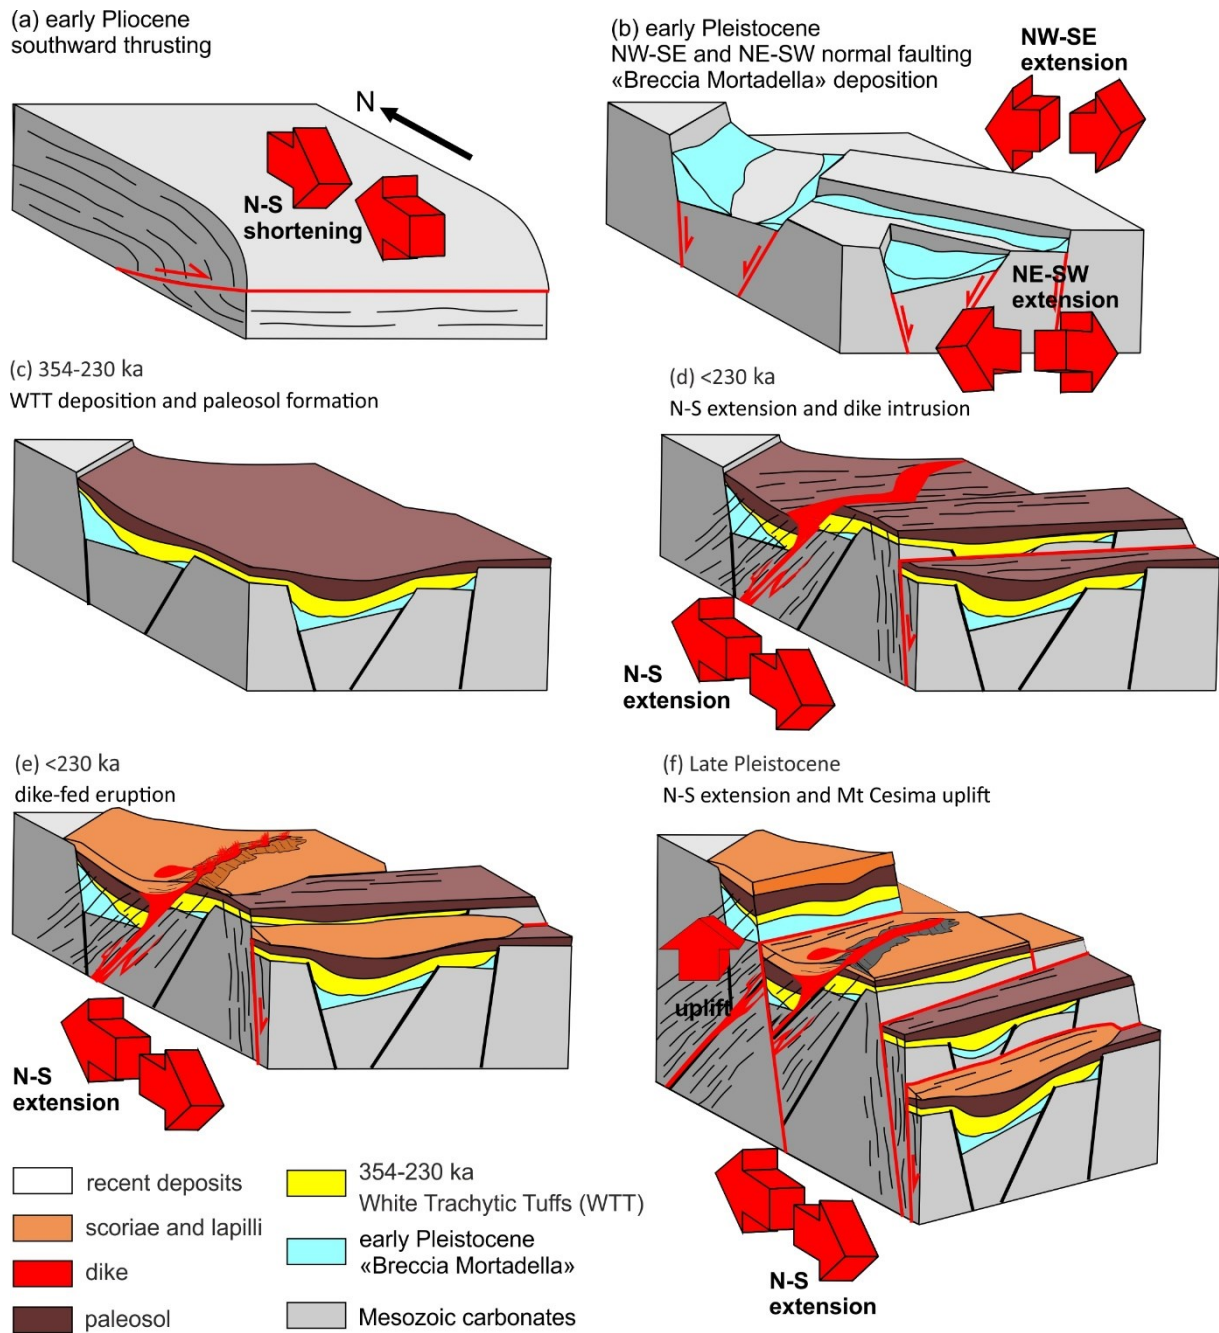 (a) early Pliocene
southward thrusting
N
N-S
shortening
(b) early Pleistocene
NW-SE and NE-SW normal faulting
«Breccia Mortadella» deposition
NW-SE
extension
NE-SW
extension
(c) 354-230 ka
WTT deposition and paleosol formation
(d) <230 ka
N-S extension and dike intrusion
N-S
extension
(e) <230 ka
dike-fed eruption
N-S
extension
(f) Late Pleistocene
N-S extension and Mt Cesima uplift
uplift
N-S
extension
recent deposits
scoriae and lapilli
dike
paleosol
354-230 ka
White Trachytic Tuffs (WTT)
early Pleistocene
«Breccia Mortadella»
Mesozoic carbonates